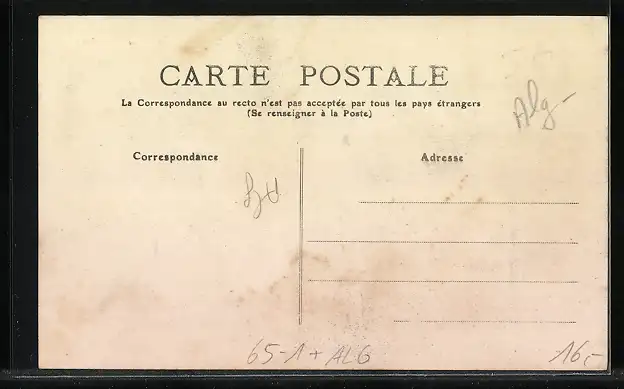 CARTE POSTALE
La Correspondance au recto n'est pas acceptée par tous les pays étrangers
(Se renseigner à la Poste)
Alg-
Correspondance
Adresse
65-1+ALG
16,-